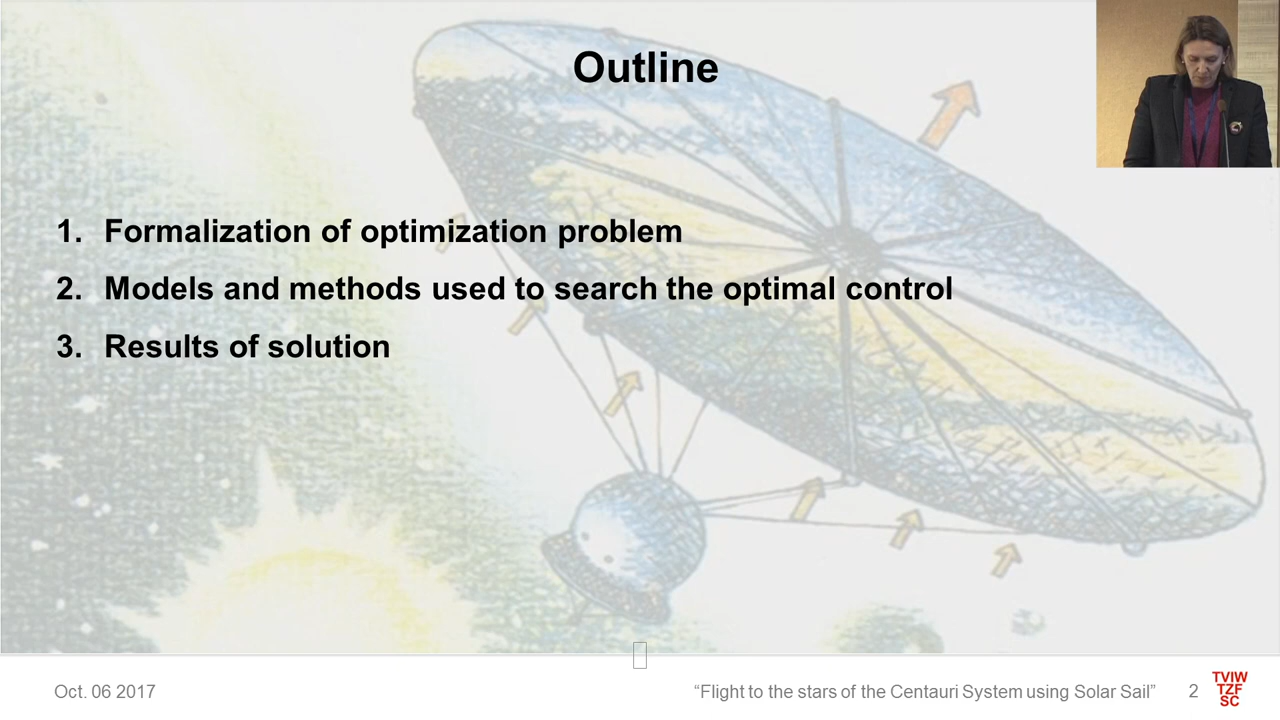 Outline
1. Formalization of optimization problem
2. Models and methods used to search the optimal control
3. Results of solution
Oct. 06 2017
“Flight to the stars of the Centauri System using Solar Sail”
2
TVIW
TZF
SC